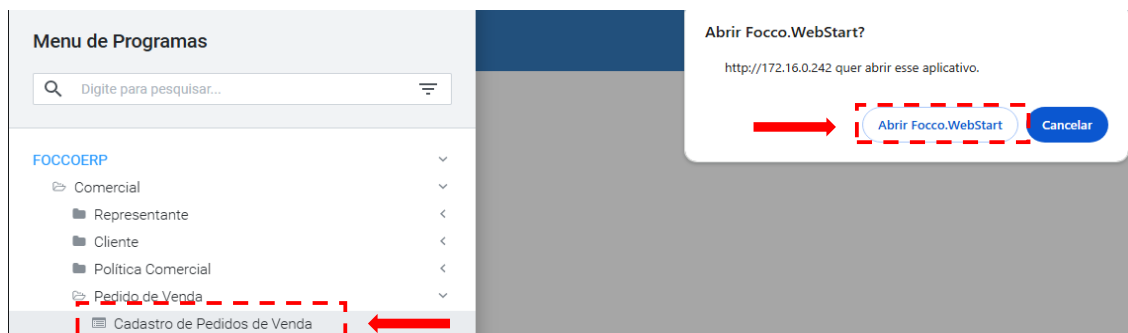 Menu de Programas
Digite para pesquisar...
FOCCOERP
Comercial
Representante
Cliente
Política Comercial
Pedido de Venda
Cadastro de Pedidos de Venda
Abrir Focco.WebStart?
http://172.16.0.242 quer abrir esse aplicativo.
Abrir Focco.WebStart
Cancelar